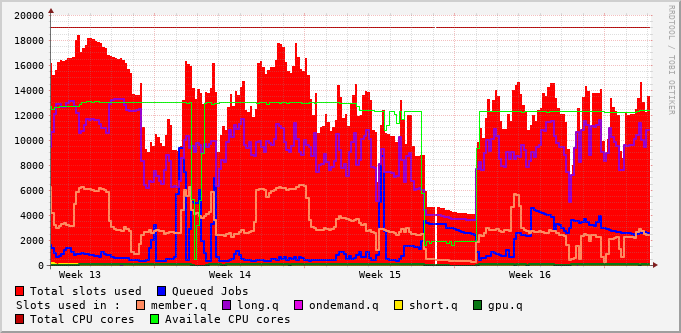 20000
18000
16000
14000
12000
10000
8000
6000
4000
2000
0
Week 13 Week 14 Week 15 Week 16
Total slots used Queued Jobs
Slots used in : member.q long.q ondemand.q short.q gpu.q
Total CPU cores Availale CPU cores
RRDTOOL / TOBI OETIKER